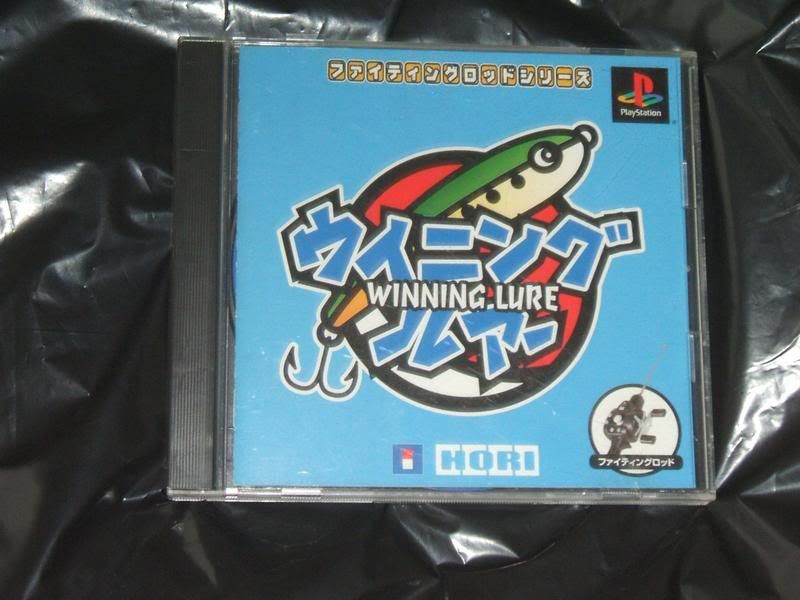 ファイティングロッドシリーズ
PlayStation
ウイニング
WINNING LURE
ルアー
HORI
ファイティングロッド